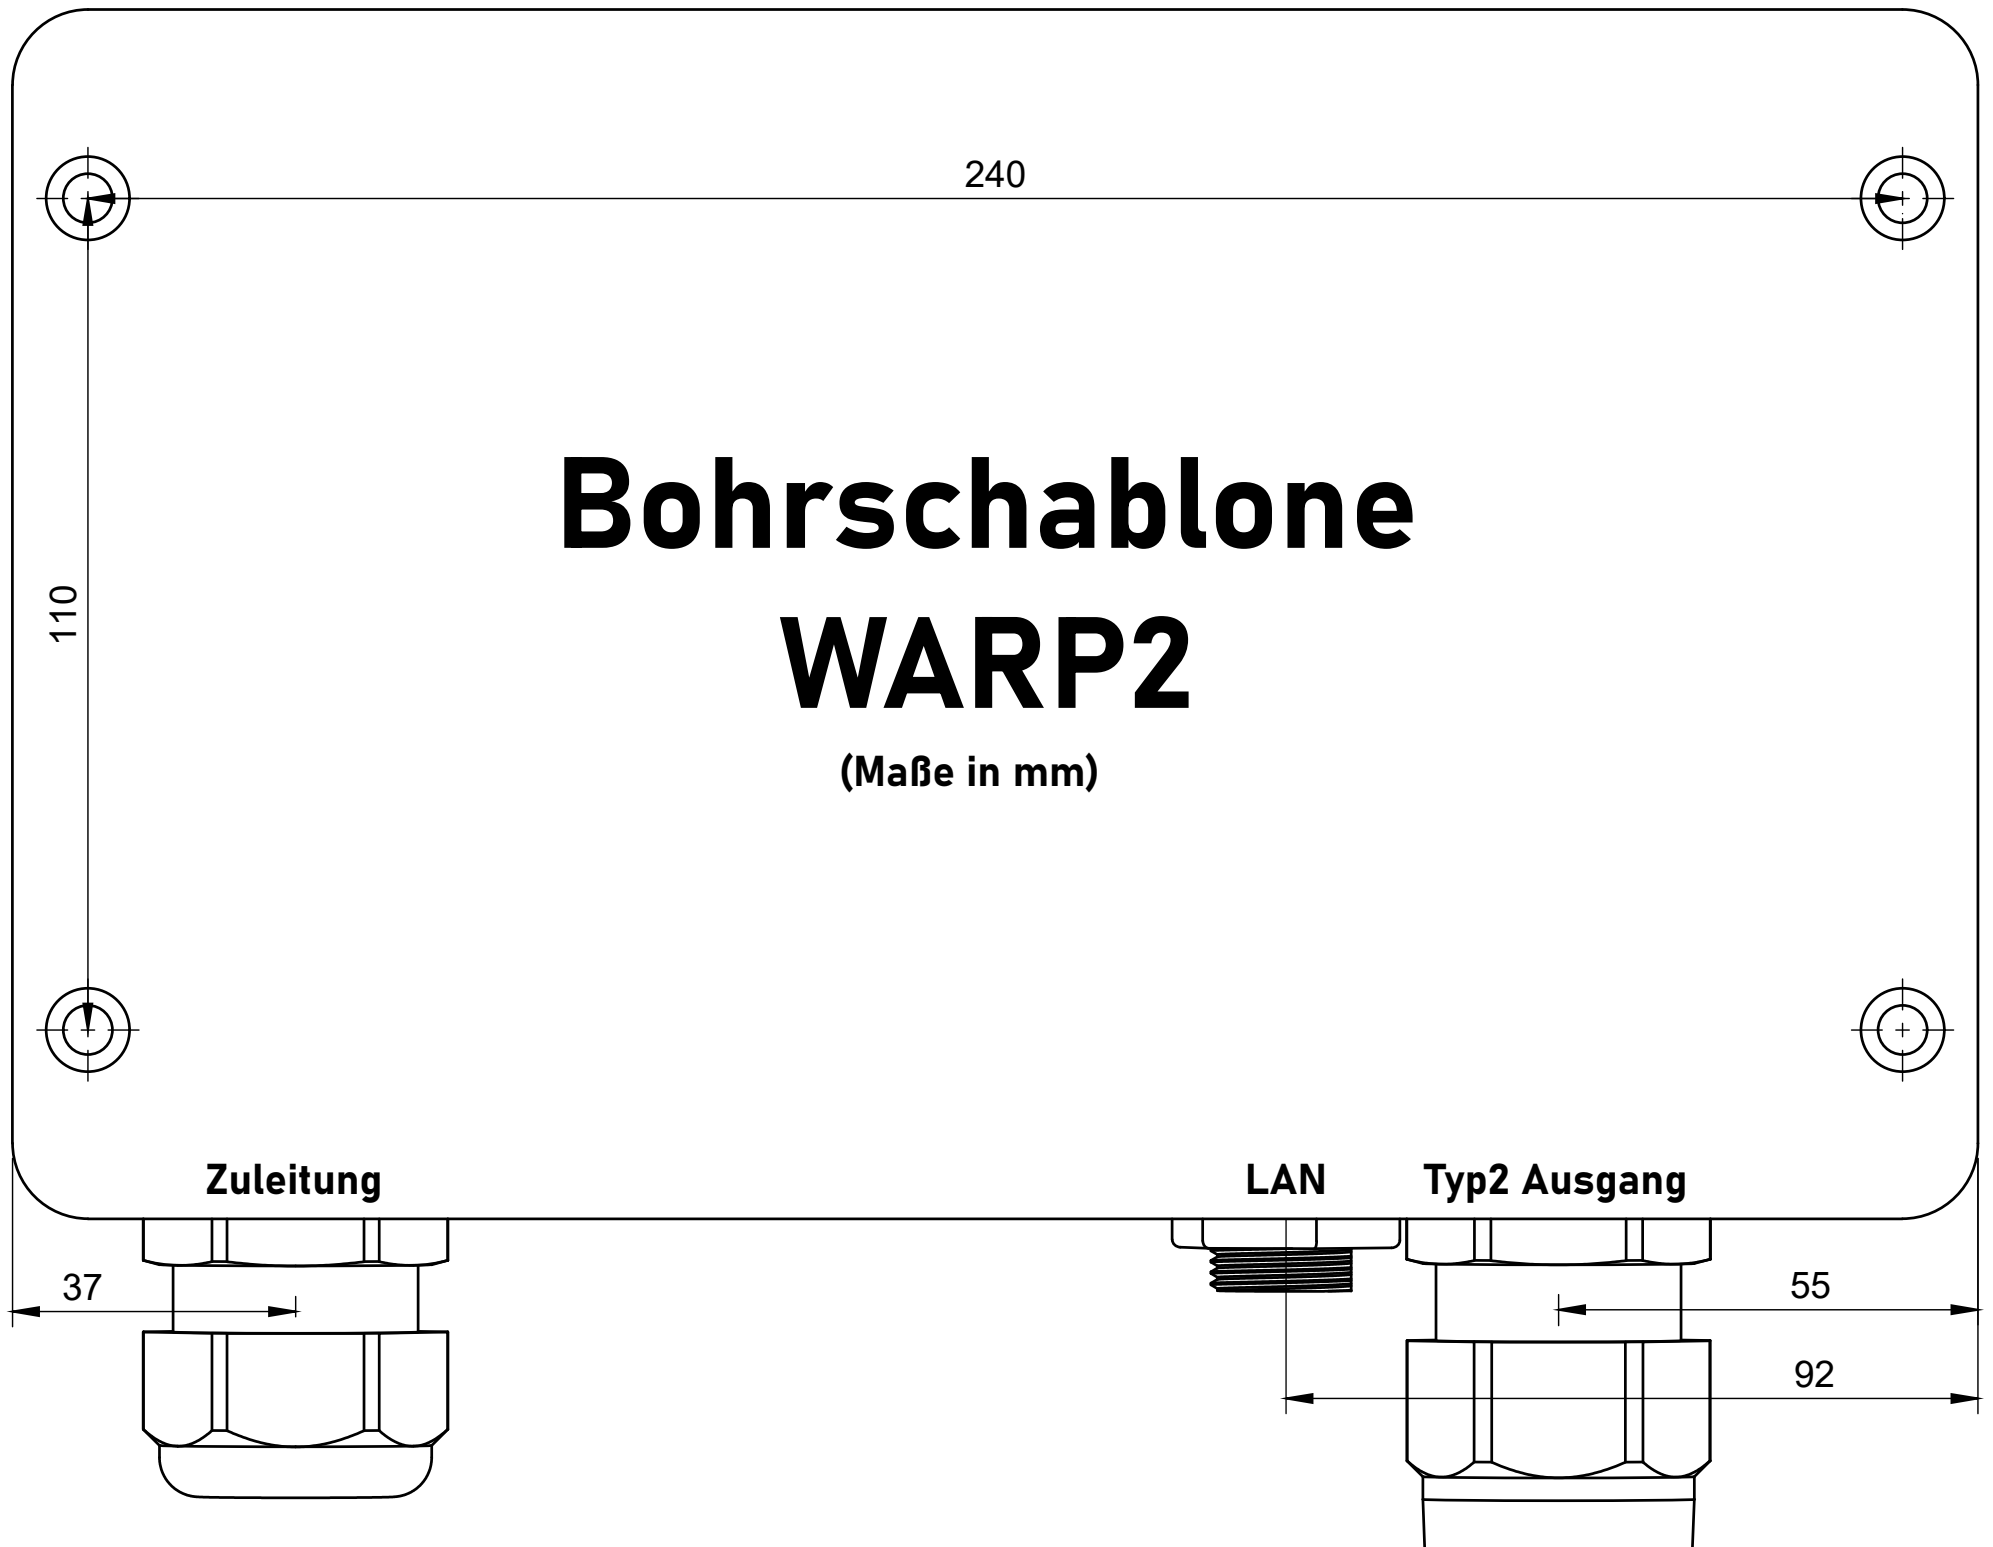 240
Bohrschablone
110
WARP2
(Maße in mm)
Zuleitung
LAN
Typ2 Ausgang
37
55
92